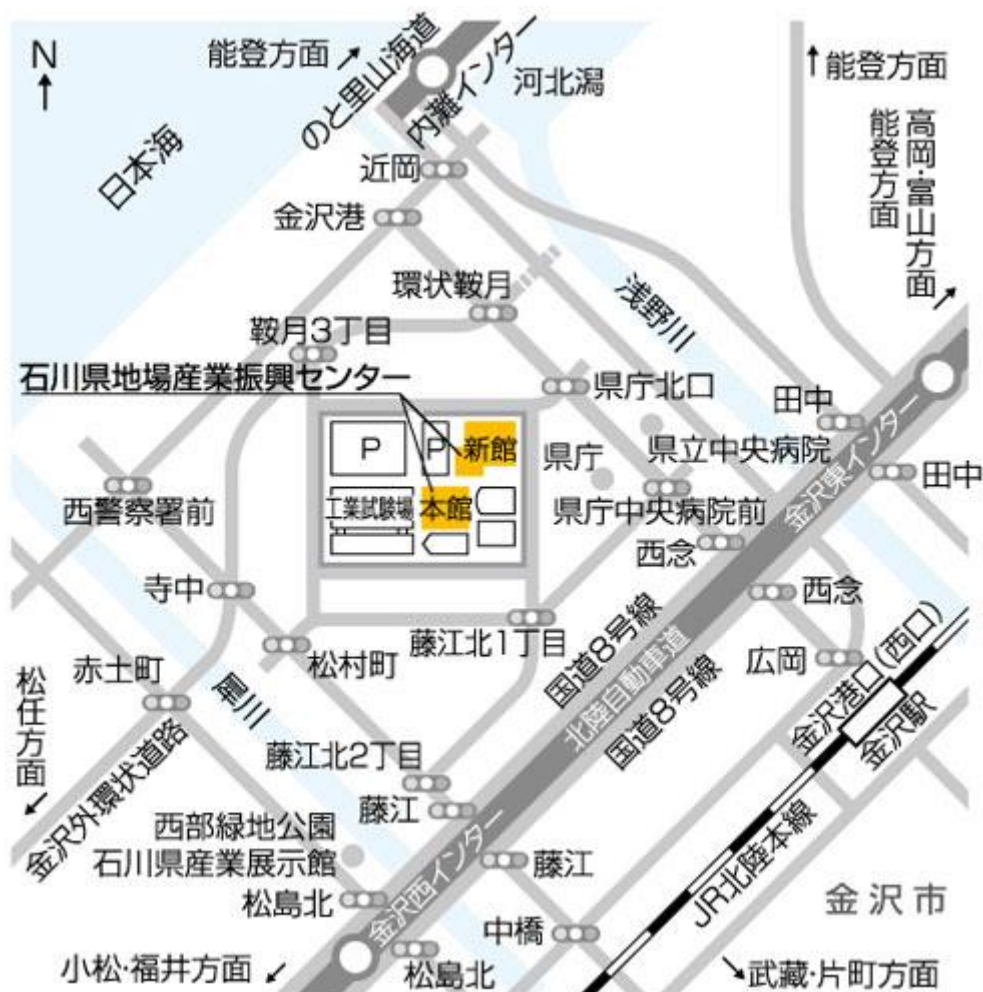 N
能登方面
のと里山海道
内灘インター
河北潟
能登方面
高岡・富山方面
能登方面
日本海
近岡
金沢港
環状鞍月
浅野川
鞍月3丁目
石川県地場産業振興センター
県庁北口
田中
P
P
新館
県庁
県立中央病院
金沢東インター
田中
西警察署前
工業試験場
本館
県庁中央病院前
西念
寺中
西念
藤江北1丁目
国道8号線
松村町
広岡
赤土町
犀川
北陸自動車道
国道8号線
金沢港口(西口)
金沢駅
松任方面
藤江北2丁目
金沢外環状道路
藤江
西部緑地公園
石川県産業展示館
藤江
松島北
金沢西インター
JR北陸本線
金沢市
中橋
小松・福井方面
松島北
武蔵・片町方面